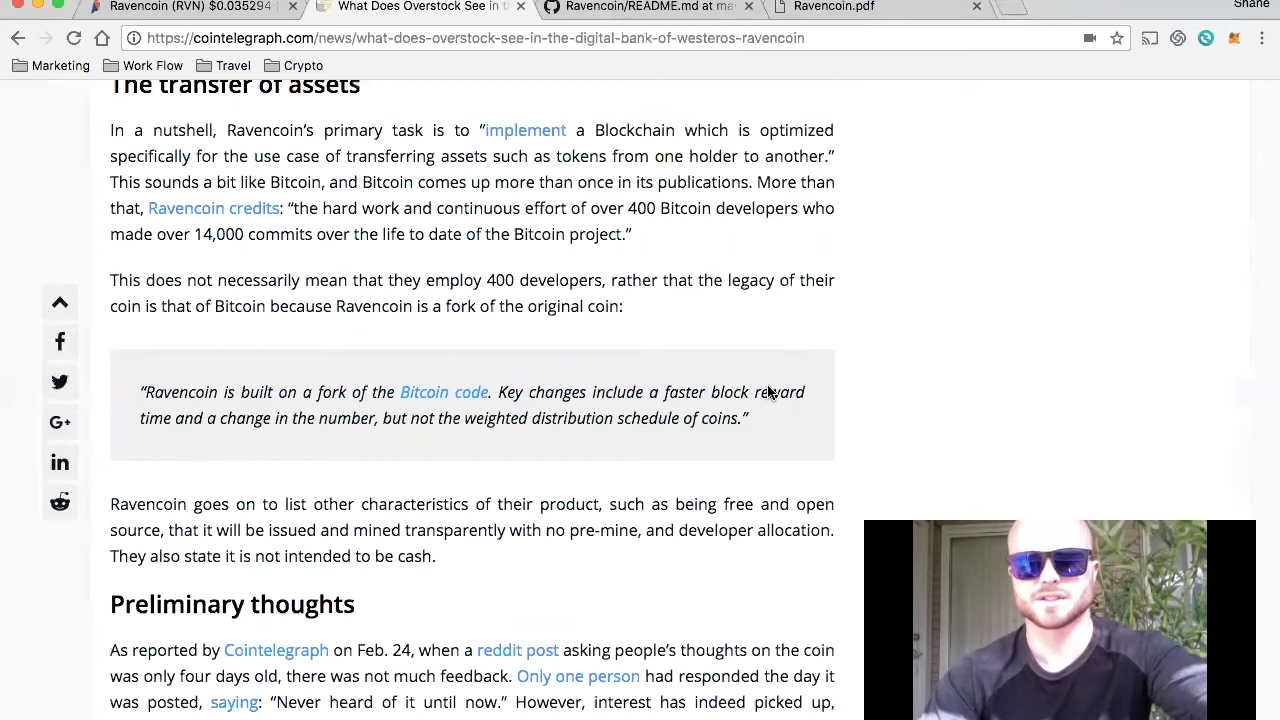 Ravencoin (RVN) $0.035294
What Does Overstock See in t
Ravencoin/README.md at ma
Ravencoin.pdf
Shane
https://cointelegraph.com/news/what-does-overstock-see-in-the-digital-bank-of-westeros-ravencoin
Marketing
Work Flow
Travel
Crypto
The transfer of assets
In a nutshell, Ravencoin’s primary task is to “implement a Blockchain which is optimized
specifically for the use case of transferring assets such as tokens from one holder to another.”
This sounds a bit like Bitcoin, and Bitcoin comes up more than once in its publications. More than
that, Ravencoin credits: “the hard work and continuous effort of over 400 Bitcoin developers who
made over 14,000 commits over the life to date of the Bitcoin project.”
This does not necessarily mean that they employ 400 developers, rather that the legacy of their
coin is that of Bitcoin because Ravencoin is a fork of the original coin:
“Ravencoin is built on a fork of the Bitcoin code. Key changes include a faster block reward
time and a change in the number, but not the weighted distribution schedule of coins.”
Ravencoin goes on to list other characteristics of their product, such as being free and open
source, that it will be issued and mined transparently with no pre-mine, and developer allocation.
They also state it is not intended to be cash.
Preliminary thoughts
As reported by Cointelegraph on Feb. 24, when a reddit post asking people’s thoughts on the coin
was only four days old, there was not much feedback. Only one person had responded the day it
was posted, saying: “Never heard of it until now.” However, interest has indeed picked up,